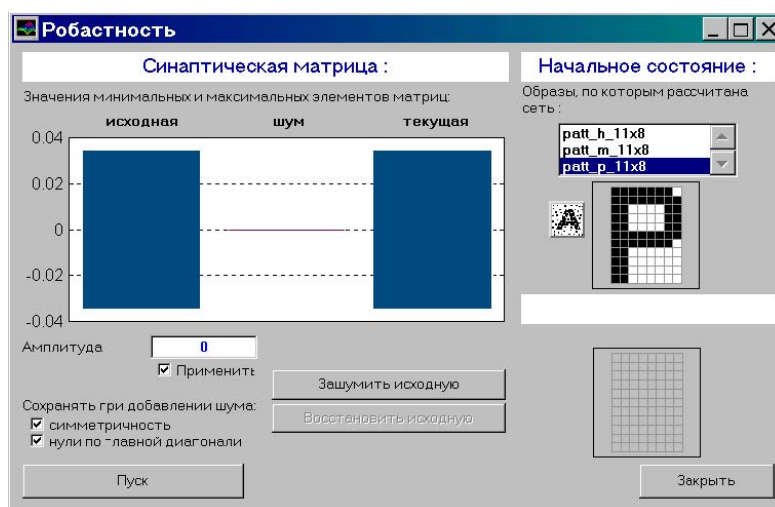 Робастность
Синаптическая матрица :
Значения минимальных и максимальных элементов матриц:
исходная шум текущая
0.04
0.02
0
-0.02
-0.04
Амплитуда 0
Применить
Зашумить исходную
Сохранять при добавлении шума:
симметричность
нули по главной диагонали
Восстановить исходную
Пуск
Начальное состояние :
Образы, по которым рассчитана
сеть :
patt_h_11x8
patt_m_11x8
patt_p_11x8
A
Закрыть